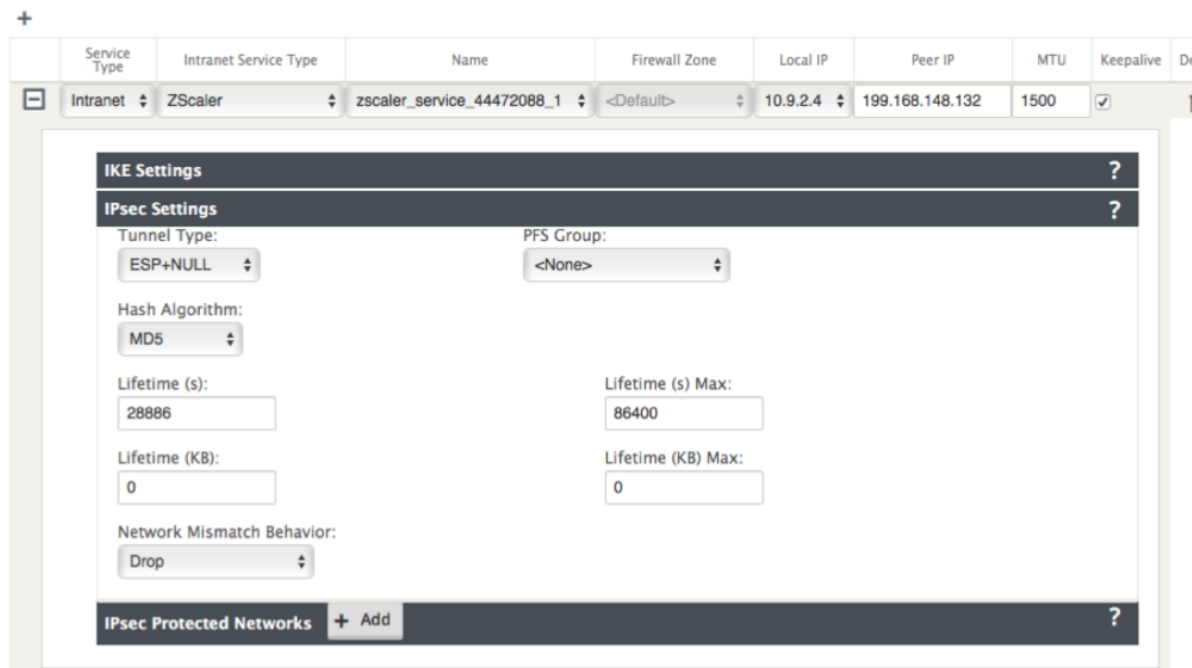 +
Service Type Intranet Service Type Name Firewall Zone Local IP Peer IP MTU Keepalive
Intranet ZScaler zscaler_service_44472088_1 <Default> 10.9.2.4 199.168.148.132 1500
IKE Settings ?
IPsec Settings ?
Tunnel Type: PFS Group:
ESP+NULL <None>
Hash Algorithm:
MD5
Lifetime (s): Lifetime (s) Max:
28886 86400
Lifetime (KB): Lifetime (KB) Max:
0 0
Network Mismatch Behavior:
Drop
IPsec Protected Networks + Add ?